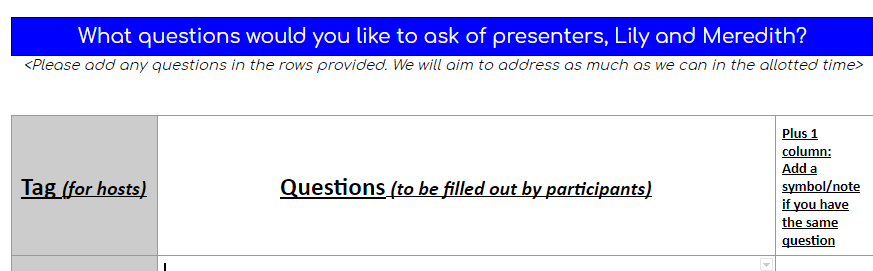 What questions would you like to ask of presenters, Lily and Meredith?
<Please add any questions in the rows provided. We will aim to address as much as we can in the allotted time>
Tag (for hosts)
Questions (to be filled out by participants)
Plus 1
column:
Add a
symbol/note
if you have
the same
question